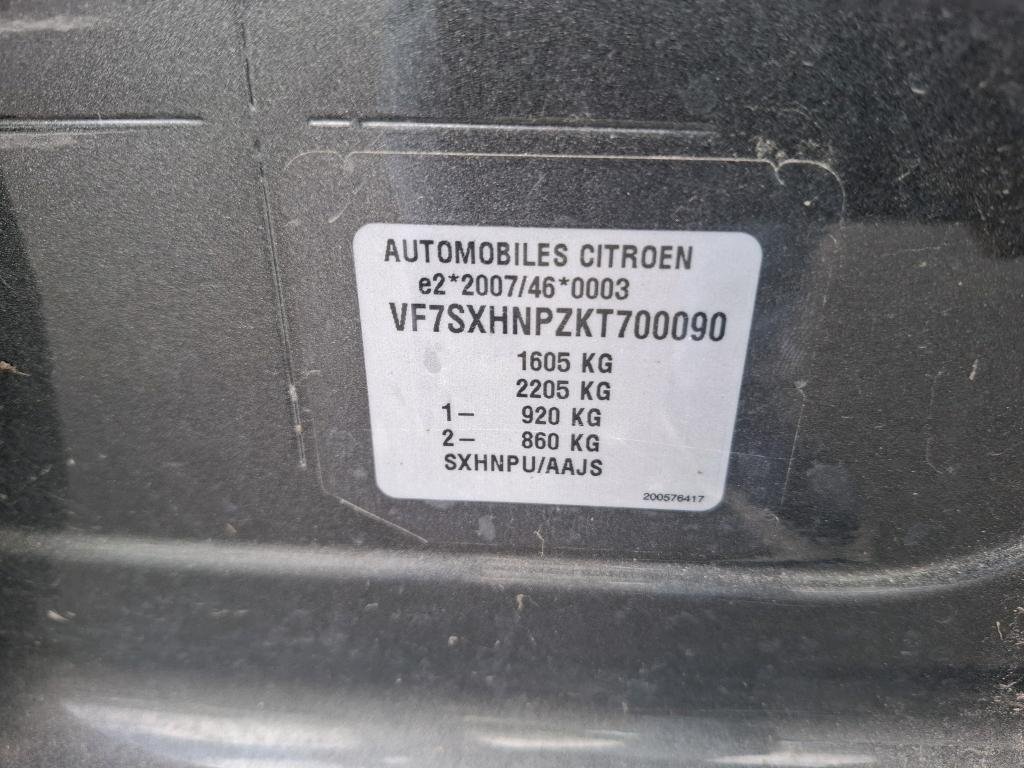 AUTOMOBILES CITROEN
e2*2007/46*0003
VF7SXHNPZKT700090
1605 KG
2205 KG
1– 920 KG
2– 860 KG
SXHNPU/AAJS
200576417